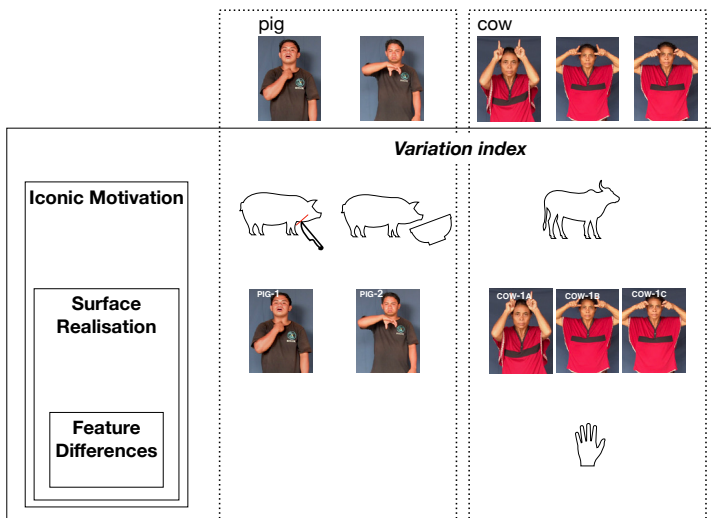 pig
cow
Variation index
Iconic Motivation
Surface
Realisation
PIG-1
PIG-2
COW-1A
COW-1B
COW-1C
Feature
Differences